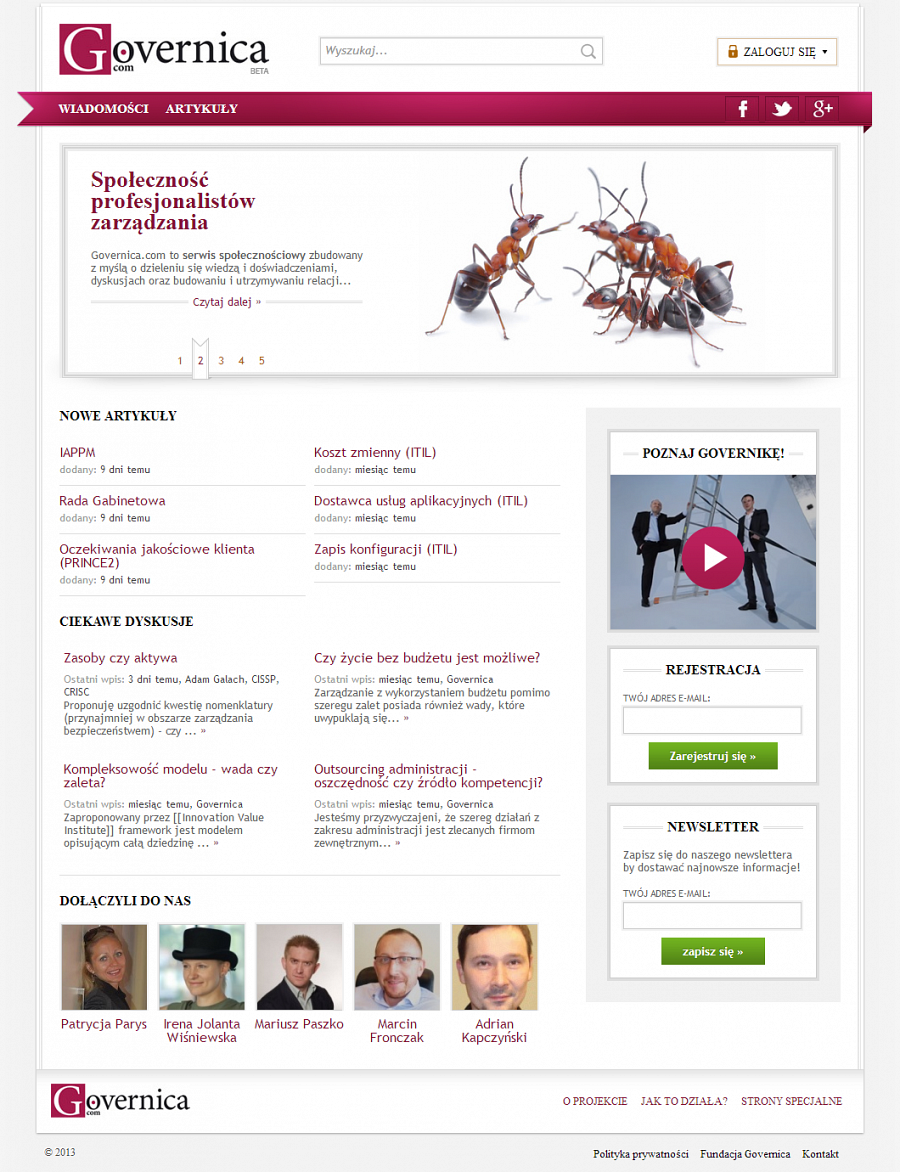 Governica
.com
BETA
Wyszukaj...
ZALOGUJ SIĘ
WIADOMOŚCI ARTYKUŁY
f g+
Społeczność
profesjonalistów
zarządzania
Governica.com to serwis społecznościowy zbudowany
z myślą o dzieleniu się wiedzą i doświadczeniami,
dyskusjach oraz budowaniu i utrzymywaniu relacji...
Czytaj dalej »
1 2 3 4 5
NOWE ARTYKUŁY
IAPPM
dodany: 9 dni temu
Koszt zmienny (ITIL)
dodany: miesiąc temu
Rada Gabinetowa
dodany: 9 dni temu
Dostawca usług aplikacyjnych (ITIL)
dodany: miesiąc temu
Oczekiwania jakościowe klienta
(PRINCE2)
dodany: 9 dni temu
Zapis konfiguracji (ITIL)
dodany: miesiąc temu
CIEKAWE DYSKUSJE
Zasoby czy aktywa
Ostatni wpis: 3 dni temu, Adam Galach, CISSP,
CRISC
Proponuję uzgodnić kwestię nomenklatury
(przynajmniej w obszarze zarządzania
bezpieczeństwem) - czy ... »
Czy życie bez budżetu jest możliwe?
Ostatni wpis: miesiąc temu, Governica
Zarządzanie z wykorzystaniem budżetu pomimo
szeregu zalet posiada również wady, które
uwypuklają się... »
Kompleksowość modelu - wada czy
zaleta?
Ostatni wpis: miesiąc temu, Governica
Zaproponowany przez [[Innovation Value
Institute]] framework jest modelem
opisującym całą dziedzinę ... »
Outsourcing administracji -
oszczędność czy źródło kompetencji?
Ostatni wpis: miesiąc temu, Governica
Jesteśmy przyzwyczajeni, że szereg działań z
zakresu administracji jest zlecanych firmom
zewnętrznym... »
DOŁĄCZYLI DO NAS
Patrycja Parys
Irena Jolanta
Wiśniewska
Mariusz Paszko
Marcin
Fronczak
Adrian
Kapczyński
POZNAJ GOVERNIKĘ!
REJESTRACJA
TWÓJ ADRES E-MAIL:
Zarejestruj się »
NEWSLETTER
Zapisz się do naszego newslettera
by dostawać najnowsze informacje!
TWÓJ ADRES E-MAIL:
zapisz się »
Governica
.com
O PROJEKCIE JAK TO DZIAŁA? STRONY SPECJALNE
© 2013
Polityka prywatności Fundacja Governica Kontakt